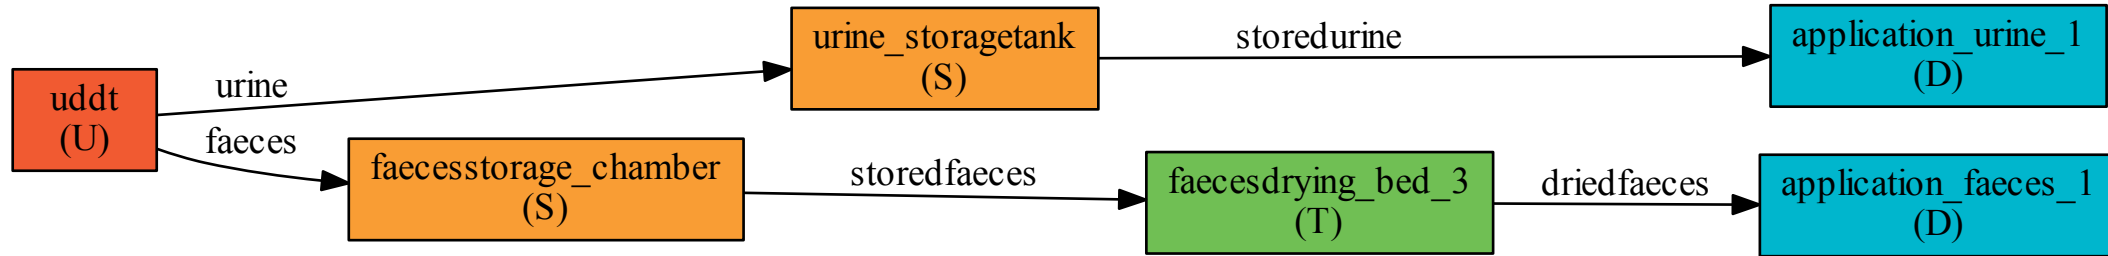 uddt
(U)
urine
faeces
urine_storagetank
(S)
storedurine
application_urine_1
(D)
faecesstorage_chamber
(S)
storedfaeces
faecesdrying_bed_3
(T)
driedfaeces
application_faeces_1
(D)